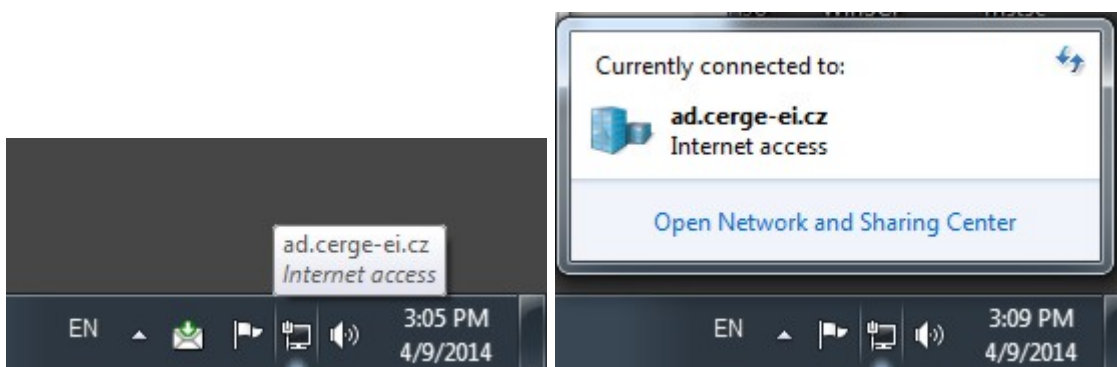 ad.cerge-ei.cz
Internet access
EN
3:05 PM
4/9/2014
Currently connected to:
ad.cerge-ei.cz
Internet access
Open Network and Sharing Center
EN
3:09 PM
4/9/2014